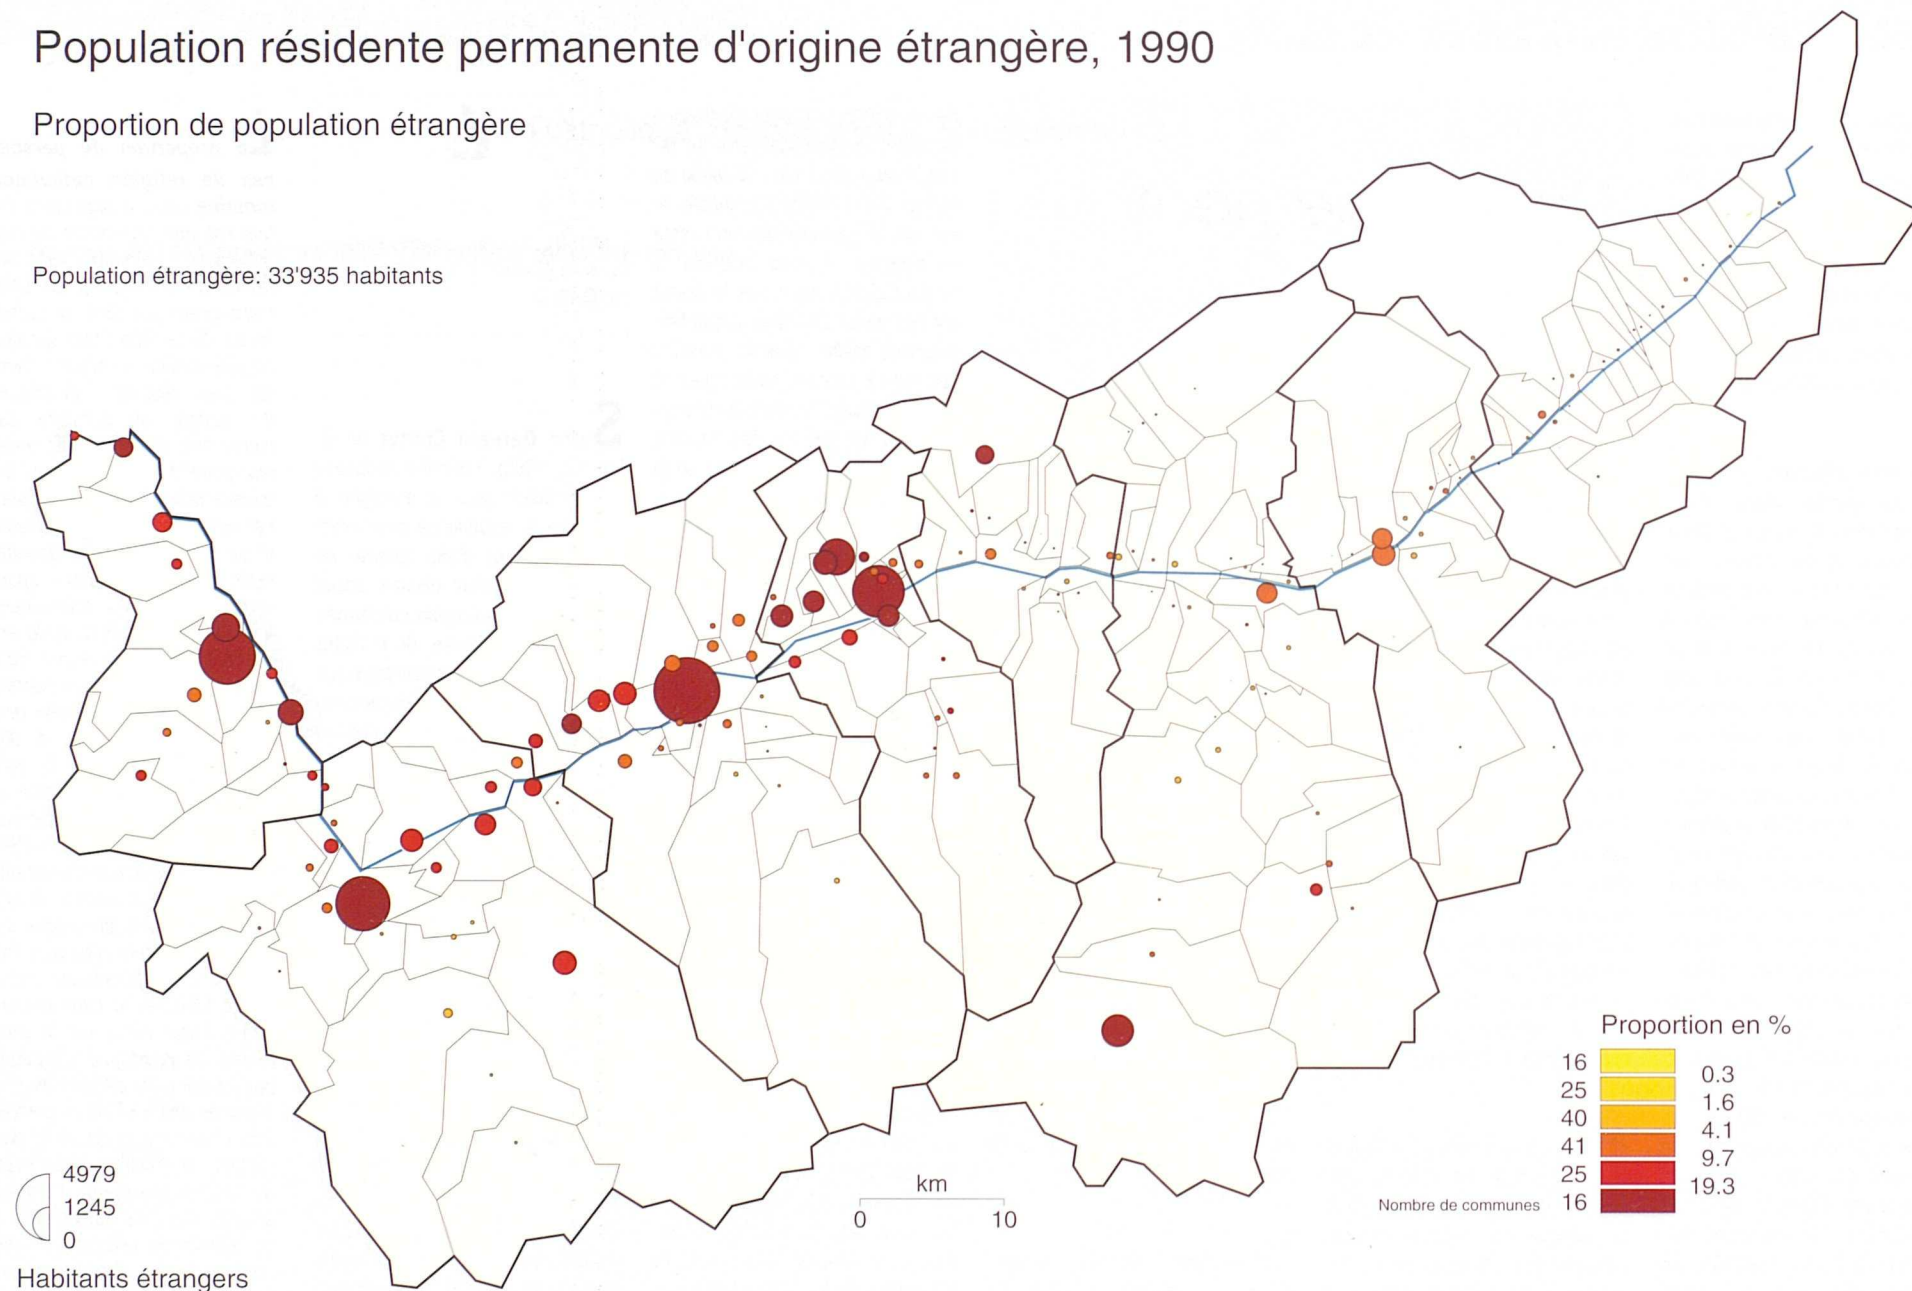 Population résidente permanente d'origine étrangère, 1990
Proportion de population étrangère
Population étrangère: 33'935 habitants
Proportion en %
16
0.3
25
1.6
40
4.1
41
9.7
25
19.3
Nombre de communes 16
4979
1245
0
Habitants étrangers
km
0 10